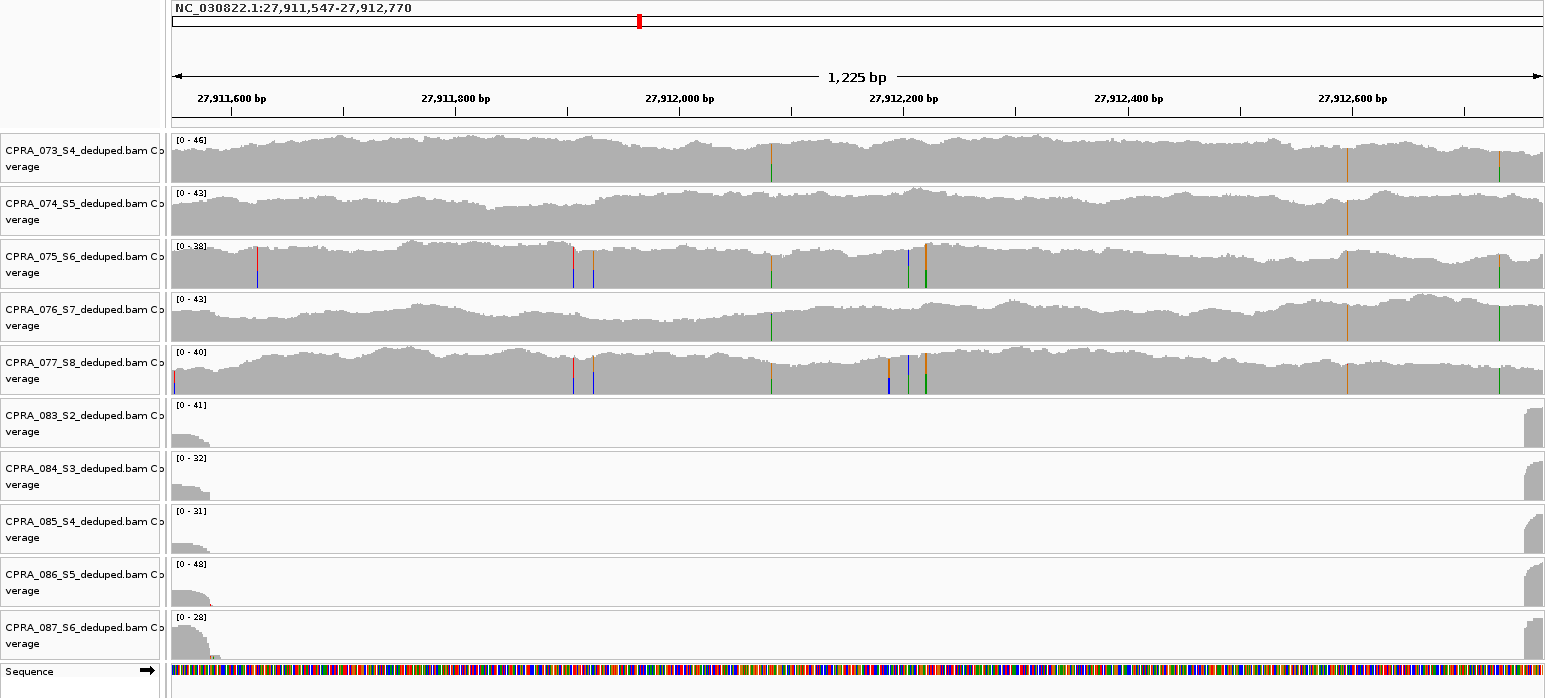 NC_030822.1:27,911,547-27,912,770
1,225 bp
27,911,600 bp 27,911,800 bp 27,912,000 bp 27,912,200 bp 27,912,400 bp 27,912,600 bp
CPRA_073_S4_deduped.bam Co
verage
[0 - 46]
CPRA_074_S5_deduped.bam Co
verage
[0 - 43]
CPRA_075_S6_deduped.bam Co
verage
[0 - 38]
CPRA_076_S7_deduped.bam Co
verage
[0 - 43]
CPRA_077_S8_deduped.bam Co
verage
[0 - 40]
CPRA_083_S2_deduped.bam Co
verage
[0 - 41]
CPRA_084_S3_deduped.bam Co
verage
[0 - 32]
CPRA_085_S4_deduped.bam Co
verage
[0 - 31]
CPRA_086_S5_deduped.bam Co
verage
[0 - 48]
CPRA_087_S6_deduped.bam Co
verage
[0 - 28]
Sequence